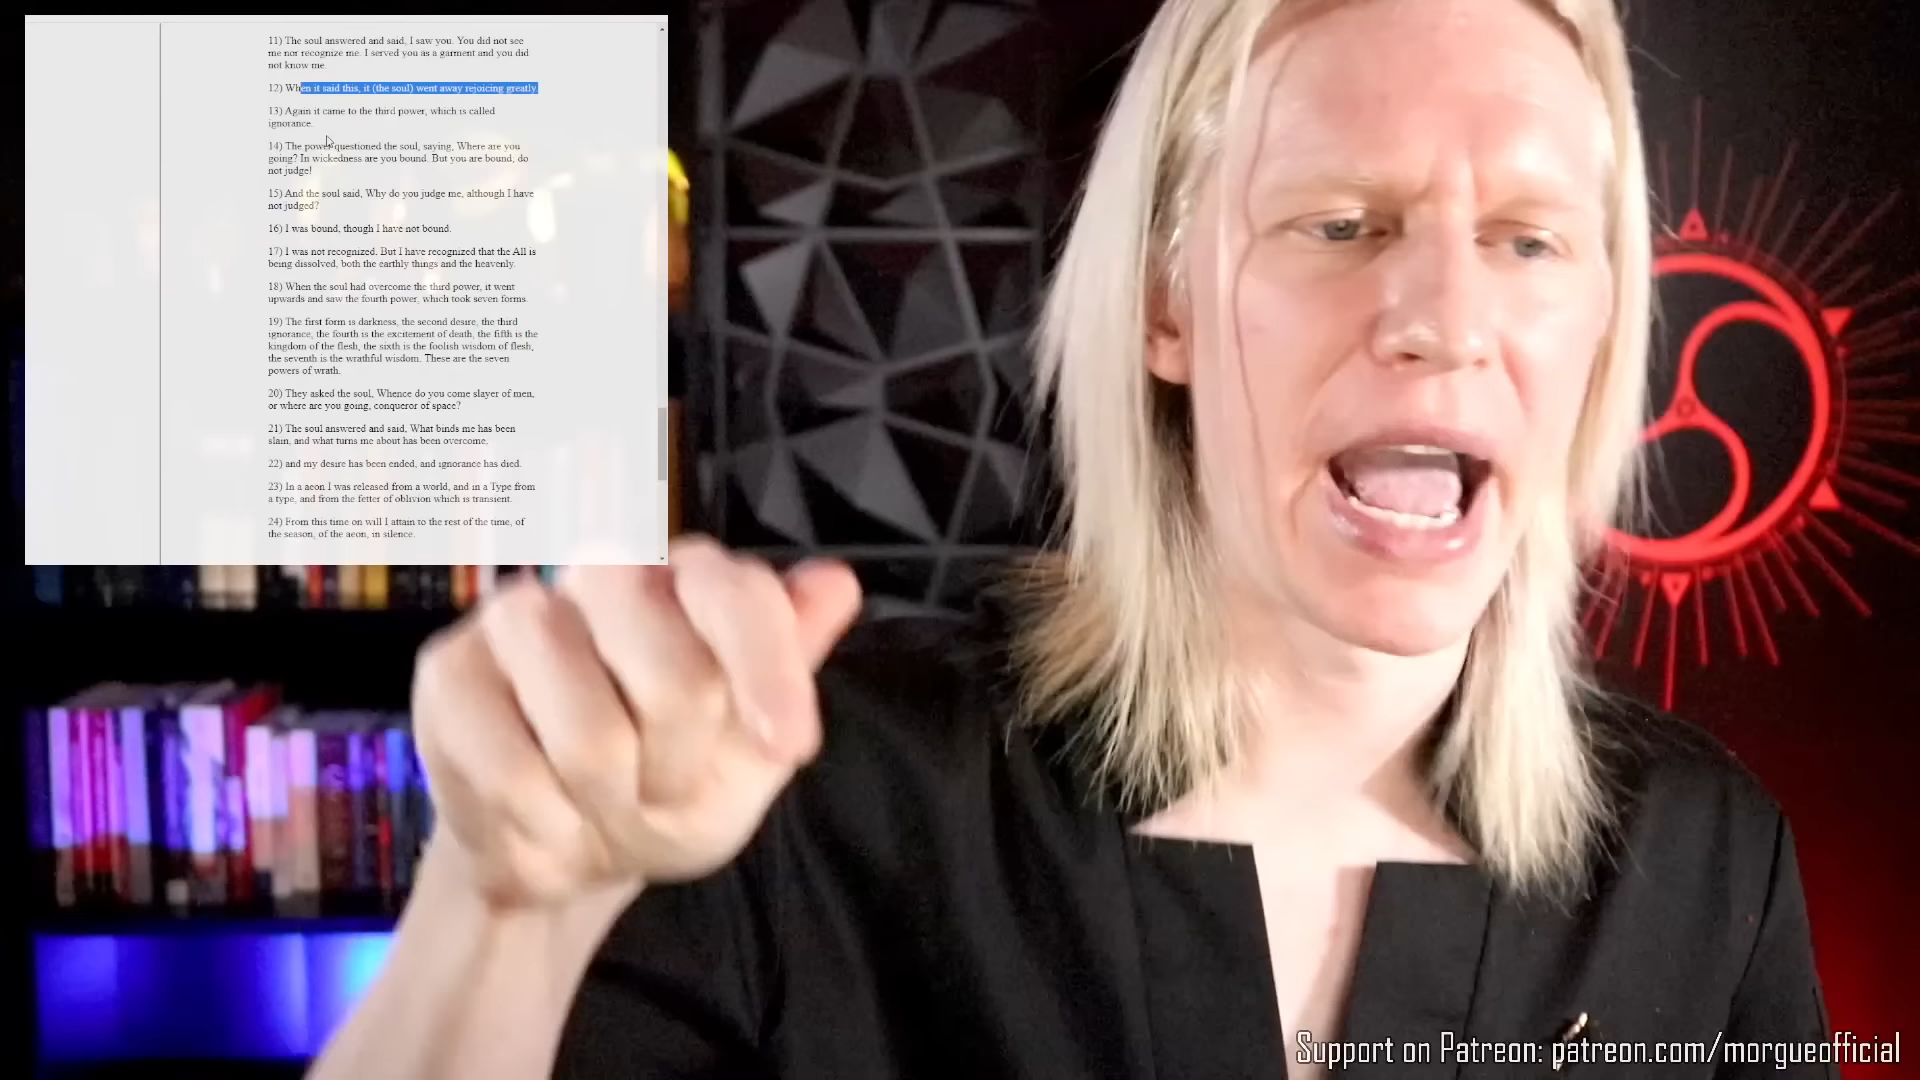 11) The soul answered and said, I saw you. You did not see
me nor recognize me. I served you as a garment and you did
not know me.
12) When it said this, it (the soul) went away rejoicing greatly.
13) Again it came to the third power, which is called
ignorance.
14) The power questioned the soul, saying, Where are you
going? In wickedness are you bound. But you are bound, do
not judge!
15) And the soul said, Why do you judge me, although I have
not judged?
16) I was bound, though I have not bound.
17) I was not recognized. But I have recognized that the All is
being dissolved, both the earthly things and the heavenly.
18) When the soul had overcome the third power, it went
upwards and saw the fourth power, which took seven forms.
19) The first form is darkness, the second desire, the third
ignorance, the fourth is the excitement of death, the fifth is the
kingdom of the flesh, the sixth is the foolish wisdom of flesh,
the seventh is the wrathful wisdom. These are the seven
powers of wrath.
20) They asked the soul, Whence do you come slayer of men,
or where are you going, conqueror of space?
21) The soul answered and said, What binds me has been
slain, and what turns me about has been overcome,
22) and my desire has been ended, and ignorance has died.
23) In a aeon I was released from a world, and in a Type from
a type, and from the fetter of oblivion which is transient.
24) From this time on will I attain to the rest of the time, of
the season, of the aeon, in silence.
Support on Patreon: patreon.com/morgueofficial